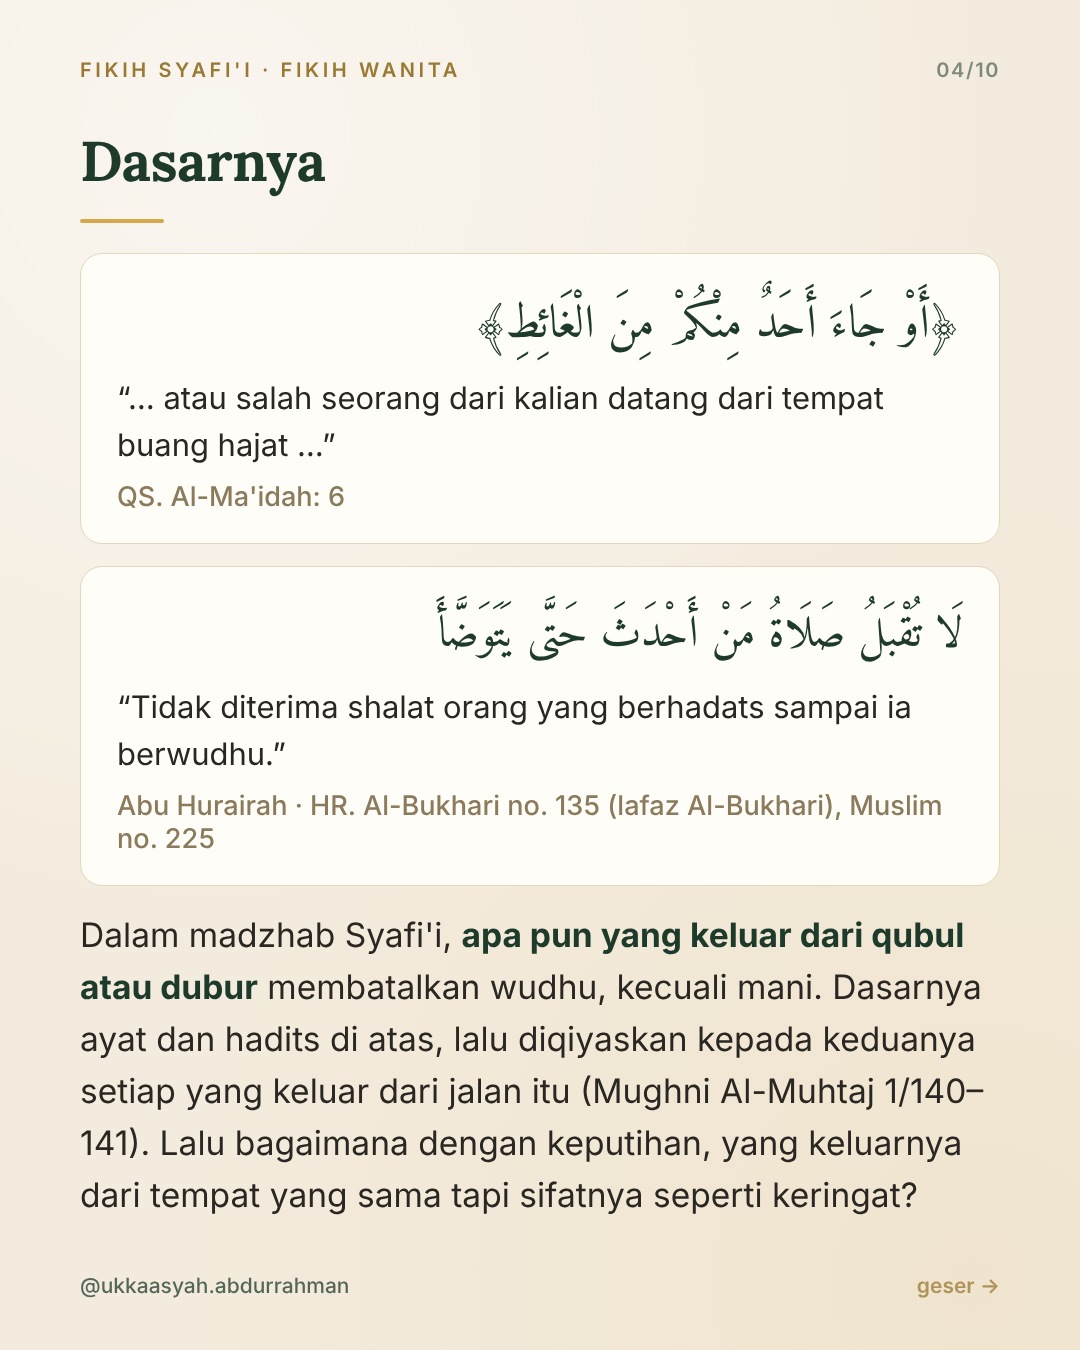 FIKIH SYAFI'I · FIKIH WANITA
04/10
Dasarnya
﴿أَوْ جَاءَ أَحَدٌ مِنْكُمْ مِنَ الْغَائِطِ﴾
“... atau salah seorang dari kalian datang dari tempat
buang hajat ...”
QS. Al-Ma'idah: 6
لَا تُقْبَلُ صَلَاةُ مَنْ أَحْدَثَ حَتَّى يَتَوَضَّأَ
“Tidak diterima shalat orang yang berhadats sampai ia
berwudhu.”
Abu Hurairah · HR. Al-Bukhari no. 135 (lafaz Al-Bukhari), Muslim
no. 225
Dalam madzhab Syafi'i, apa pun yang keluar dari qubul
atau dubur membatalkan wudhu, kecuali mani. Dasarnya
ayat dan hadits di atas, lalu diqiyaskan kepada keduanya
setiap yang keluar dari jalan itu (Mughni Al-Muhtaj 1/140–
141). Lalu bagaimana dengan keputihan, yang keluarnya
dari tempat yang sama tapi sifatnya seperti keringat?
@ukkaasyah.abdurrahman
geser →